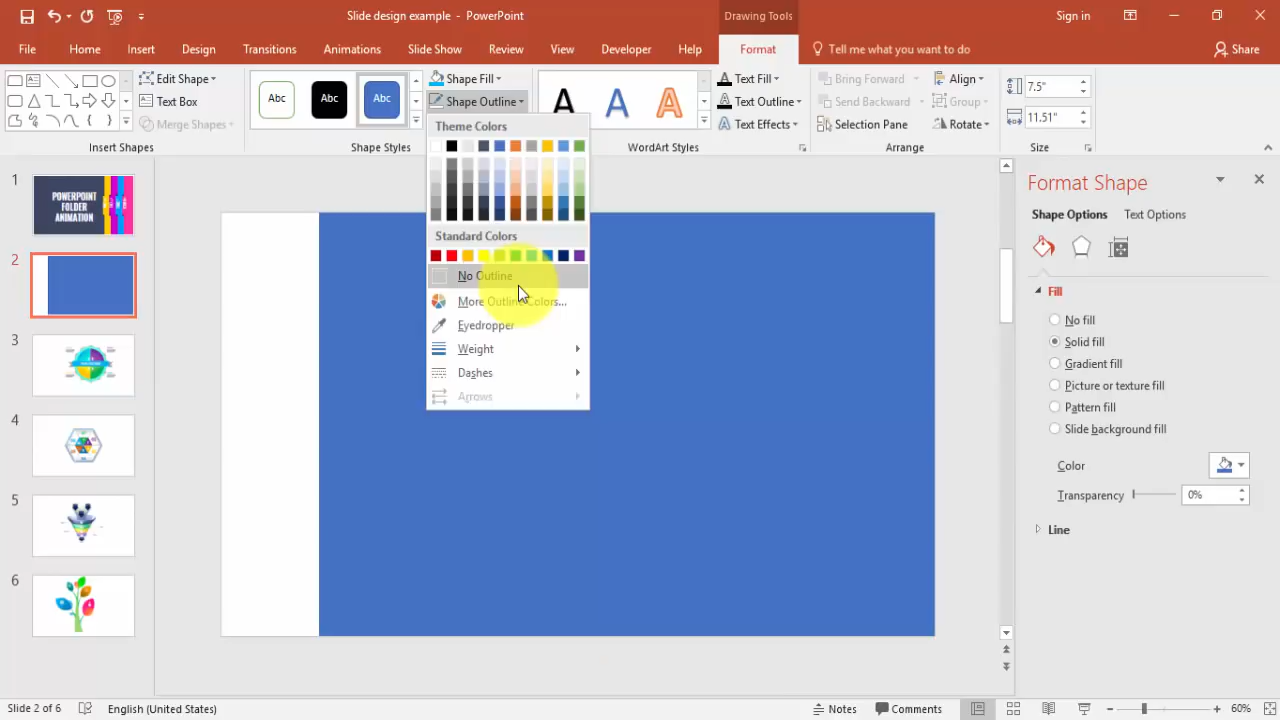 Slide design example - PowerPoint
Drawing Tools
Sign in
File Home Insert Design Transitions Animations Slide Show Review View Developer Help Format Tell me what you want to do Share
Edit Shape
Text Box
Merge Shapes
Insert Shapes
Abc Abc Abc
Shape Fill
Shape Outline
Shape Styles
A A A
Text Fill
Text Outline
Text Effects
WordArt Styles
Bring Forward
Send Backward
Selection Pane
Align
Group
Rotate
Arrange
7.5"
11.51"
Size
Theme Colors
Standard Colors
No Outline
More Outline Colors...
Eyedropper
Weight
Dashes
Arrows
1
POWERPOINT
FOLDER
ANIMATION
2
3
4
5
6
Format Shape
Shape Options Text Options
Fill
No fill
Solid fill
Gradient fill
Picture or texture fill
Pattern fill
Slide background fill
Color
Transparency 0%
Line
Slide 2 of 6 English (United States) Notes Comments 60%